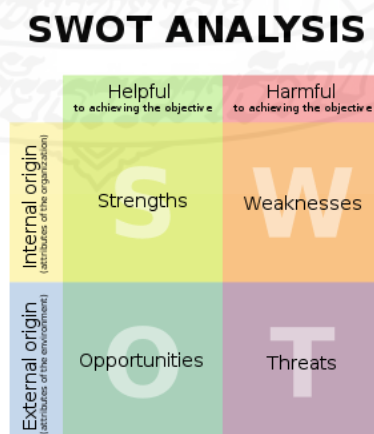 SWOT ANALYSIS
Helpful
to achieving the objective
Harmful
to achieving the objective
Internal origin
(attributes of the organization)
S
Strengths
W
Weaknesses
External origin
(attributes of the environment)
O
Opportunities
T
Threats